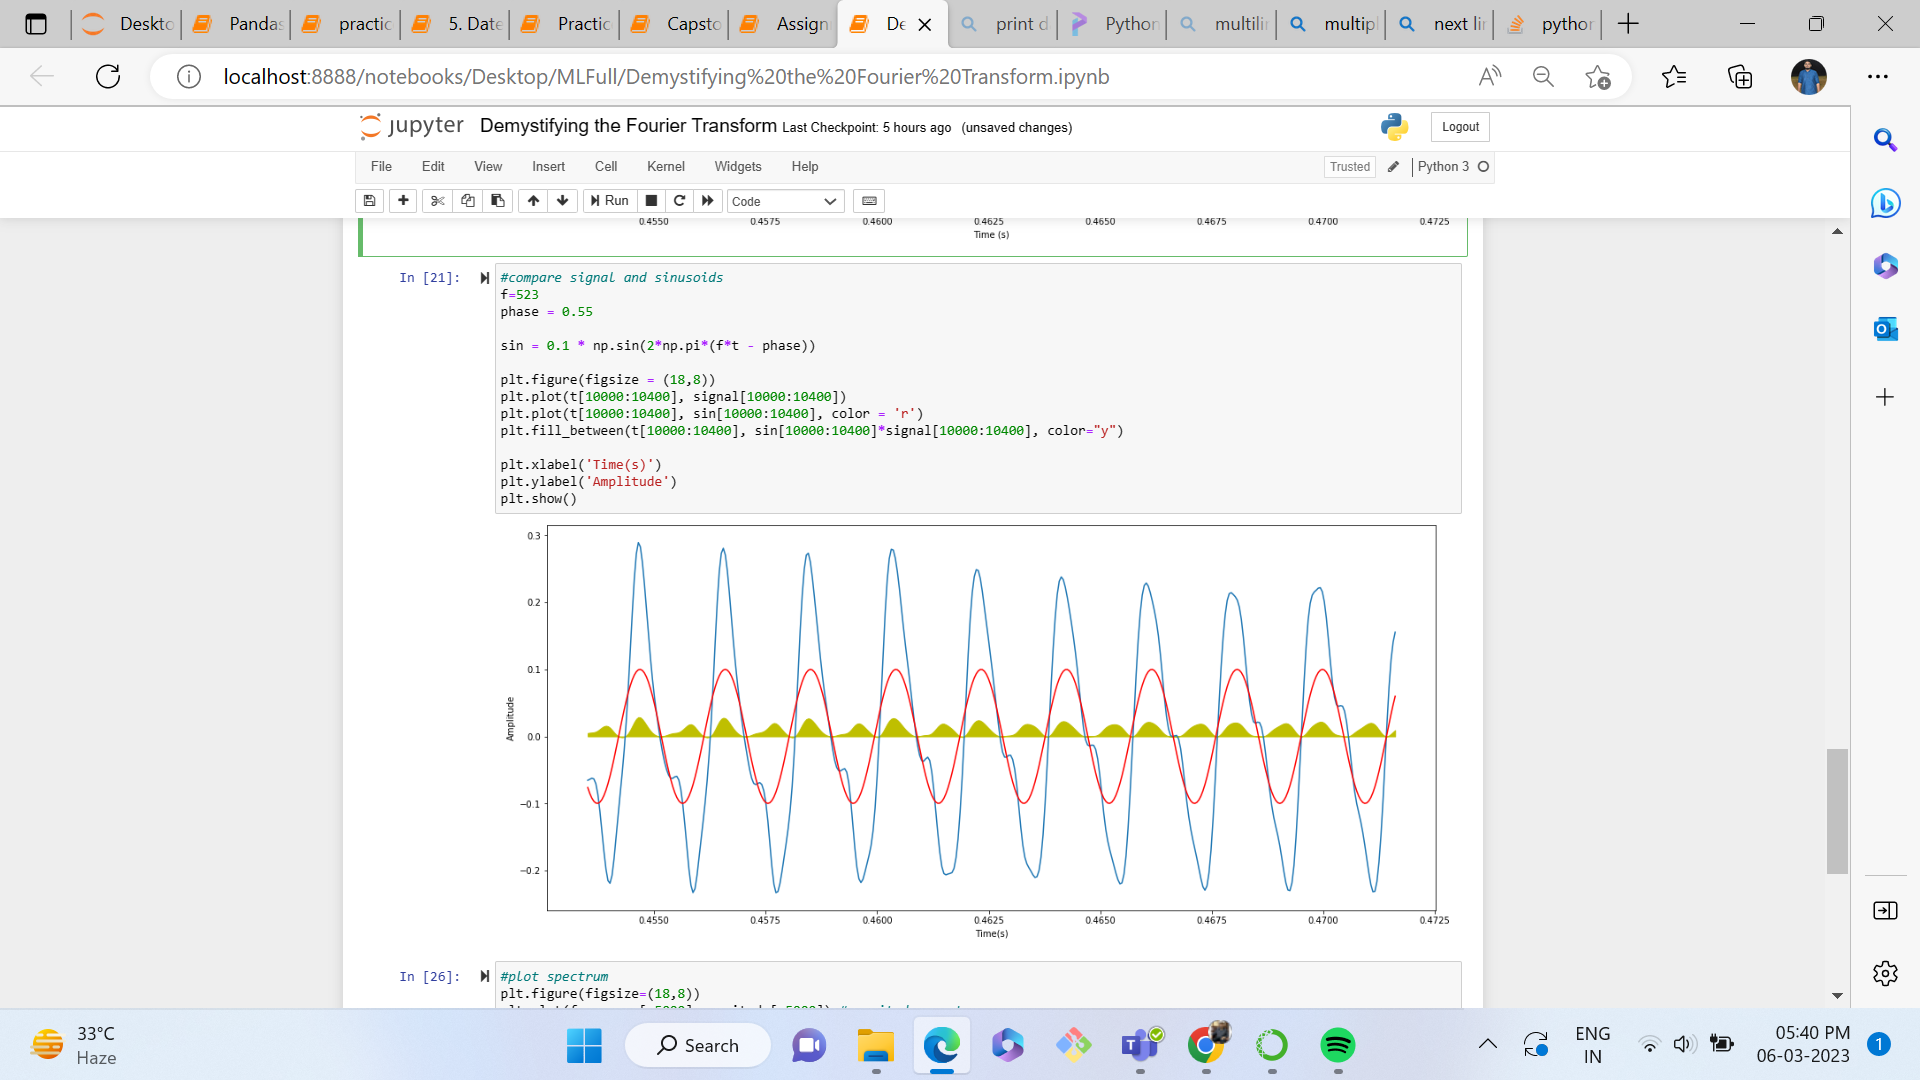 Deskto
Panda
practic
5. Date
Practic
Capsto
Assign
De
print d
Python
multili
multipl
next li
python
localhost:8888/notebooks/Desktop/MLFull/Demystifying%20the%20Fourier%20Transform.ipynb
jupyter Demystifying the Fourier Transform Last Checkpoint: 5 hours ago (unsaved changes)
Logout
File Edit View Insert Cell Kernel Widgets Help
Trusted
Python 3
Run
Code
0.4550 0.4575 0.4600 0.4625 0.4650 0.4675 0.4700 0.4725
Time (s)
In [21]:
#compare signal and sinusoids
f=523
phase = 0.55
sin = 0.1 * np.sin(2*np.pi*(f*t - phase))
plt.figure(figsize = (18,8))
plt.plot(t[10000:10400], signal[10000:10400])
plt.plot(t[10000:10400], sin[10000:10400], color = 'r')
plt.fill_between(t[10000:10400], sin[10000:10400]*signal[10000:10400], color="y")
plt.xlabel('Time(s)')
plt.ylabel('Amplitude')
plt.show()
0.3
0.2
0.1
0.0
−0.1
−0.2
Amplitude
0.4550 0.4575 0.4600 0.4625 0.4650 0.4675 0.4700 0.4725
Time(s)
In [26]:
#plot spectrum
plt.figure(figsize=(18,8))
33°C
Haze
Search
ENG
IN
05:40 PM
06-03-2023
1